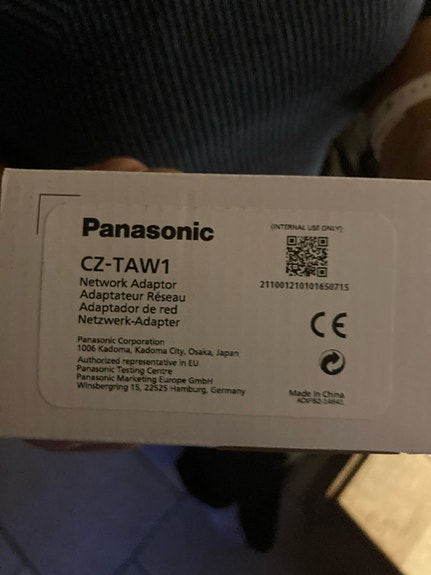 Panasonic
CZ-TAW1
Network Adaptor
Adaptateur Réseau
Adaptador de red
Netzwerk-Adapter
Panasonic Corporation
1006 Kadoma, Kadoma City, Osaka, Japan
Authorized representative in EU
Panasonic Testing Centre
Panasonic Marketing Europe GmbH
Winsbergring 15, 22525 Hamburg, Germany
(INTERNAL USE ONLY)
211001210101650715
CE
Made in China